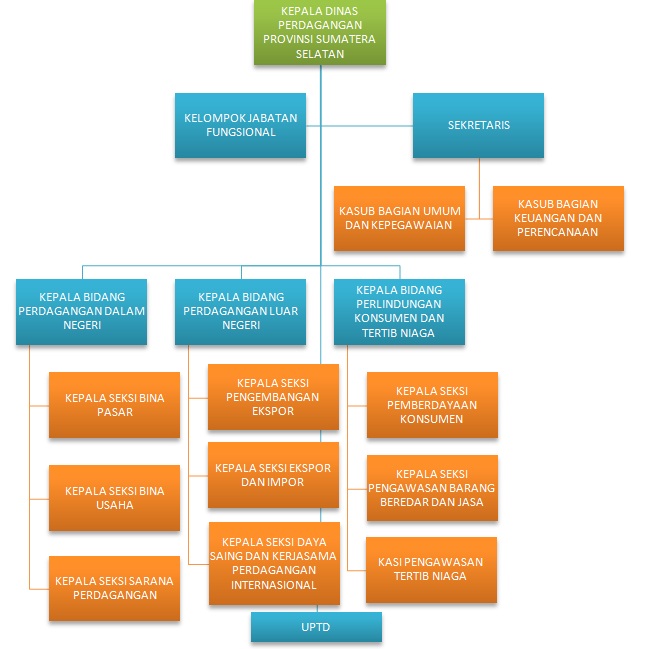 KEPALA DINAS
PERDAGANGAN
PROVINSI SUMATERA
SELATAN
KELOMPOK JABATAN
FUNGSIONAL
SEKRETARIS
KASUB BAGIAN UMUM
DAN KEPEGAWAIAN
KASUB BAGIAN
KEUANGAN DAN
PERENCANAAN
KEPALA BIDANG
PERDAGANGAN DALAM
NEGERI
KEPALA BIDANG
PERDAGANGAN LUAR
NEGERI
KEPALA BIDANG
PERLINDUNGAN
KONSUMEN DAN
TERTIB NIAGA
KEPALA SEKSI BINA
PASAR
KEPALA SEKSI BINA
USAHA
KEPALA SEKSI SARANA
PERDAGANGAN
KEPALA SEKSI
PENGEMBANGAN
EKSPOR
KEPALA SEKSI EKSPOR
DAN IMPOR
KEPALA SEKSI DAYA
SAING DAN KERJASAMA
PERDAGANGAN
INTERNASIONAL
KEPALA SEKSI
PEMBERDAYAAN
KONSUMEN
KEPALA SEKSI
PENGAWASAN BARANG
BEREDAR DAN JASA
KASI PENGAWASAN
TERTIB NIAGA
UPTD